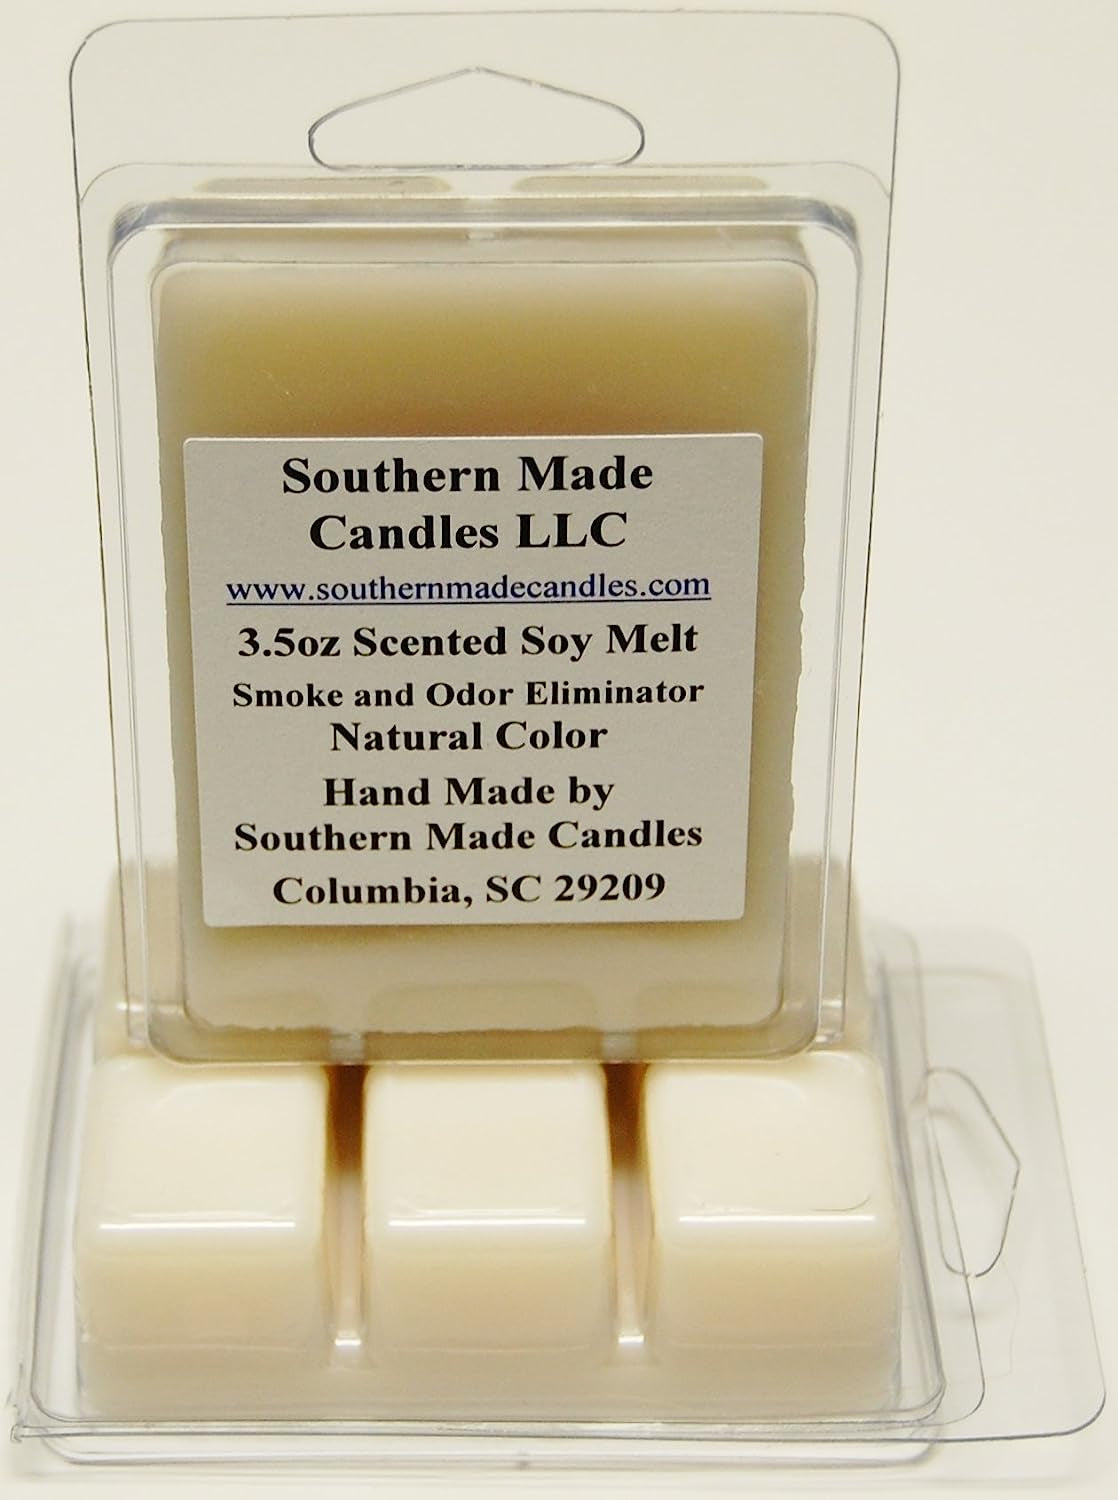 Southern Made
Candles LLC
www.southernmadecandles.com
3.5oz Scented Soy Melt
Smoke and Odor Eliminator
Natural Color
Hand Made by
Southern Made Candles
Columbia, SC 29209